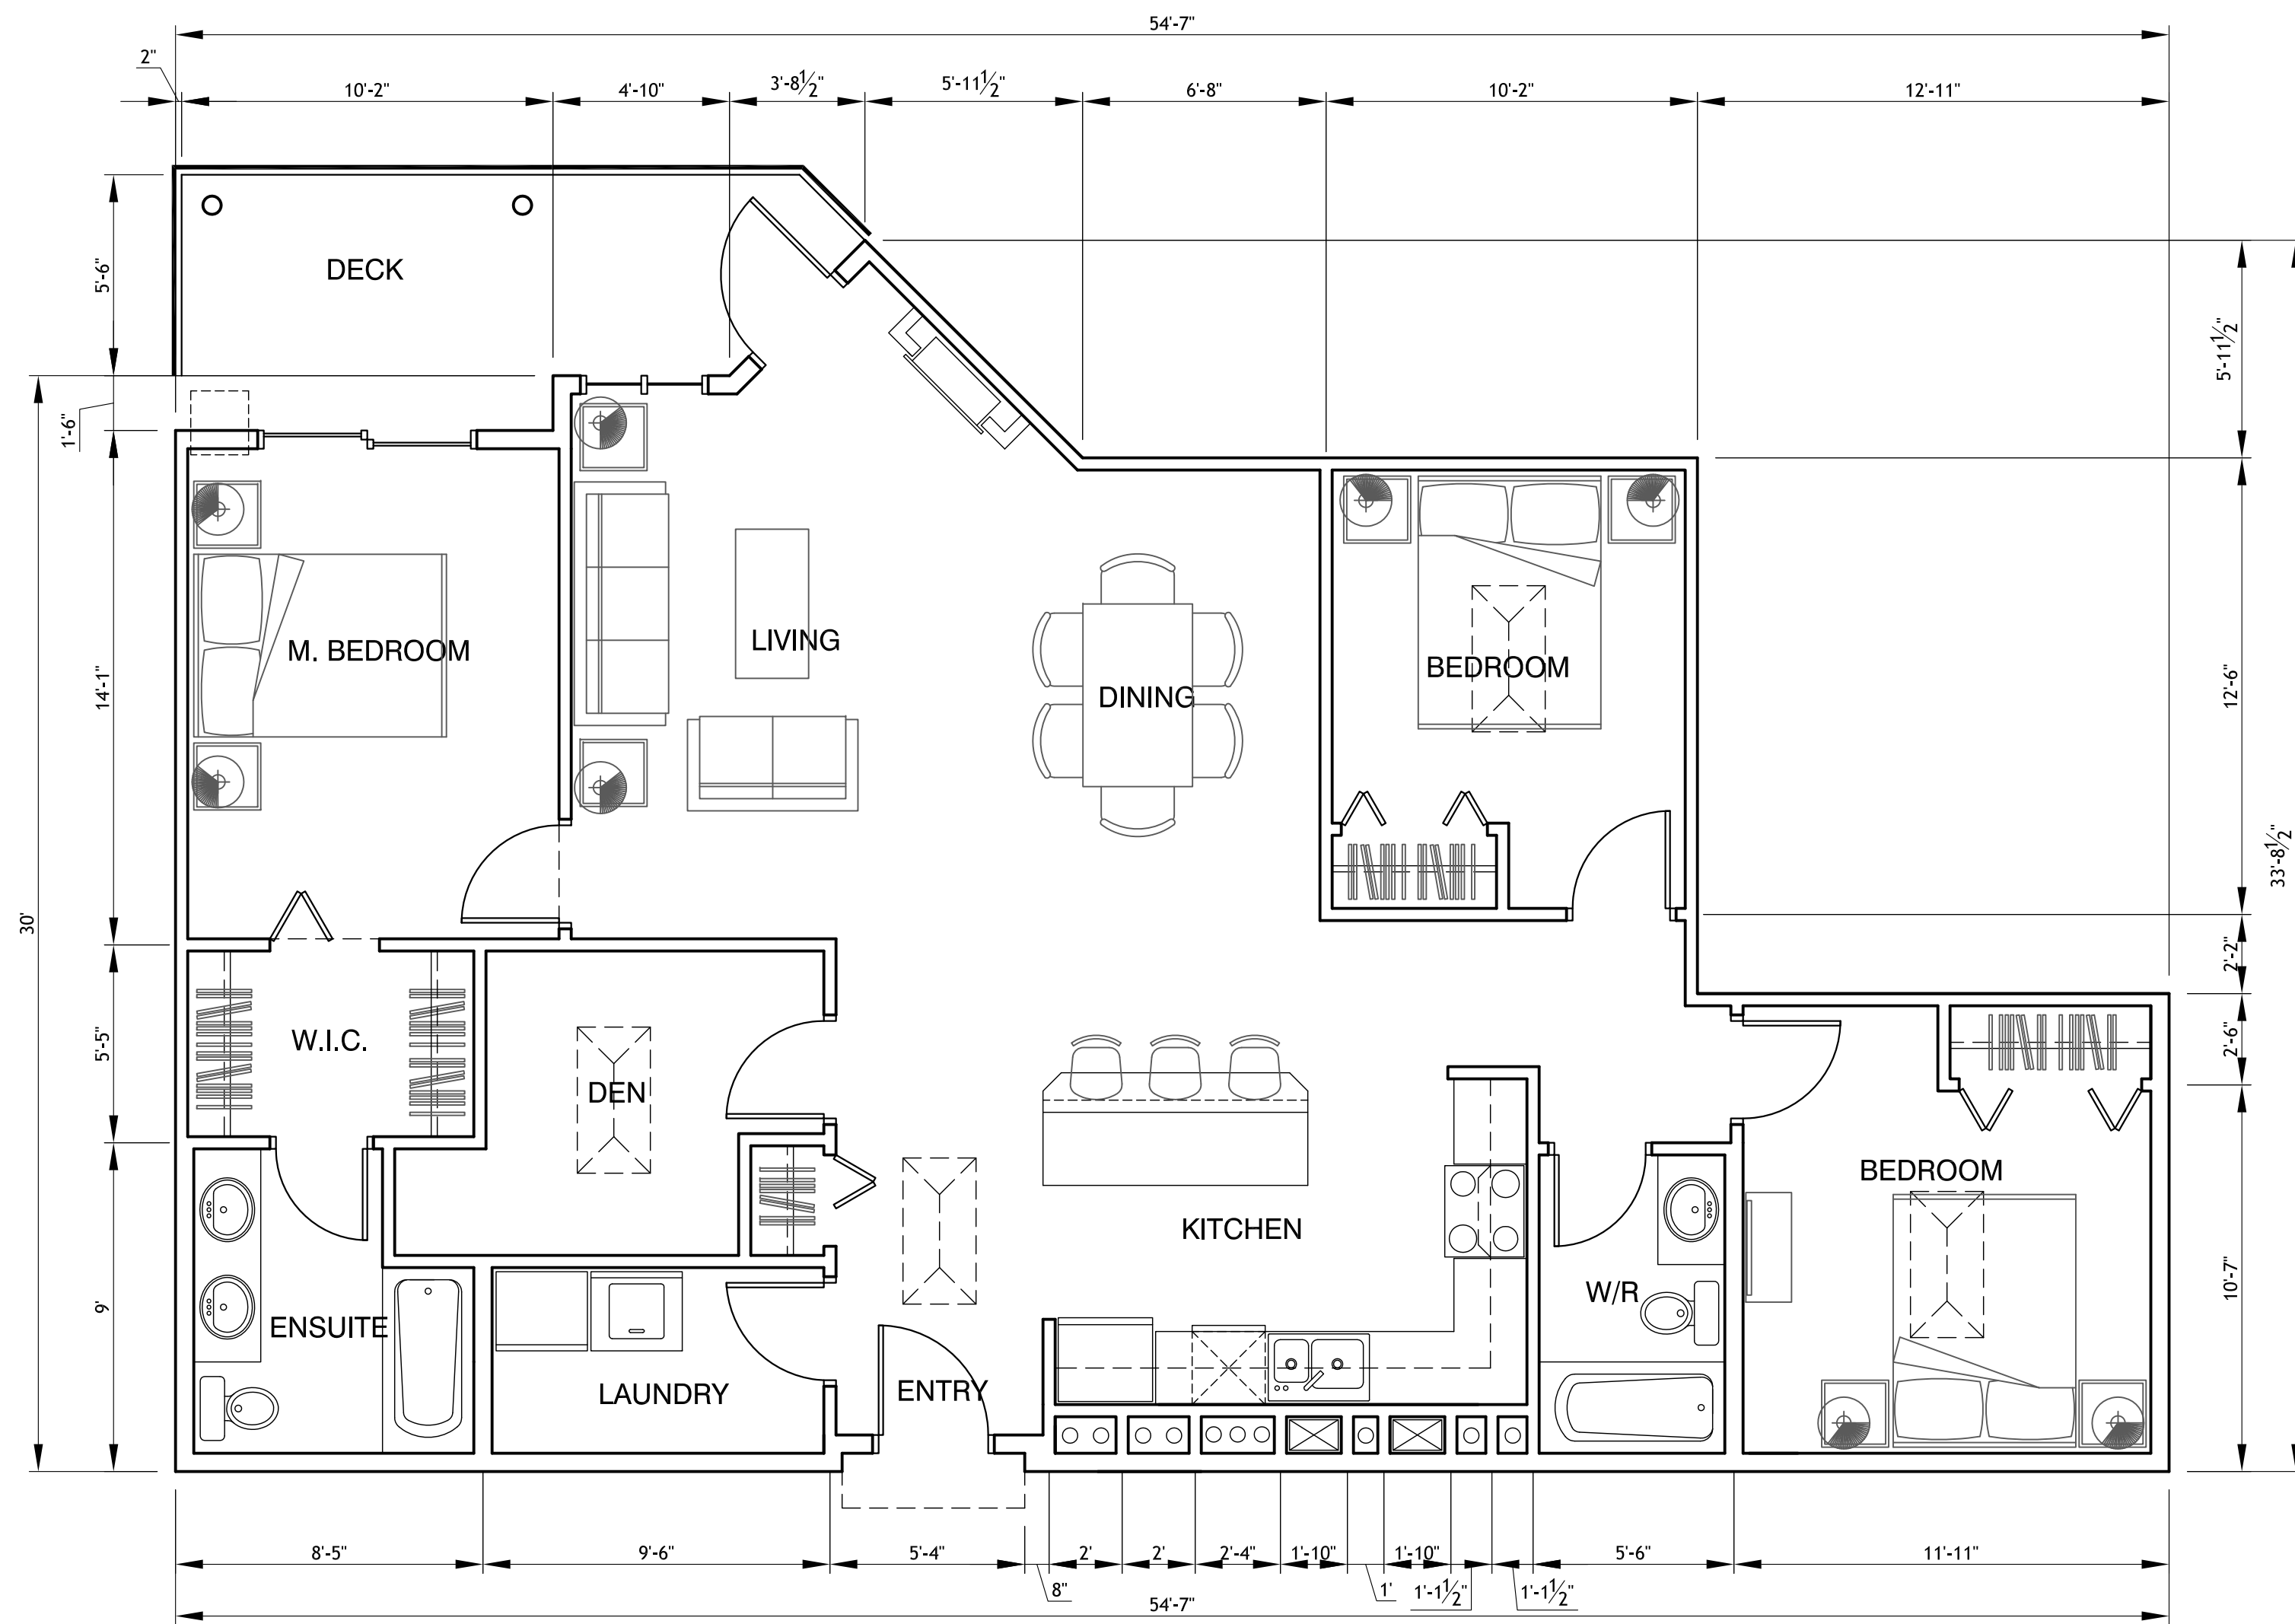 54'-7"
2"
10'-2"
4'-10"
3'-8½"
5'-11½"
6'-8"
10'-2"
12'-11"
5'-6"
DECK
5'-11½"
1'-6"
14'-1"
M. BEDROOM
LIVING
DINING
BEDROOM
12'-6"
33'-8½"
30'
2'-2"
5'-5"
W.I.C.
DEN
2'-6"
BEDROOM
KITCHEN
9'
ENSUITE
W/R
10'-7"
LAUNDRY
ENTRY
8'-5"
9'-6"
5'-4"
8"
2'
2'
2'-4"
1'-10"
1'
1'-10"
1'-1½"
1'-1½"
5'-6"
11'-11"
54'-7"